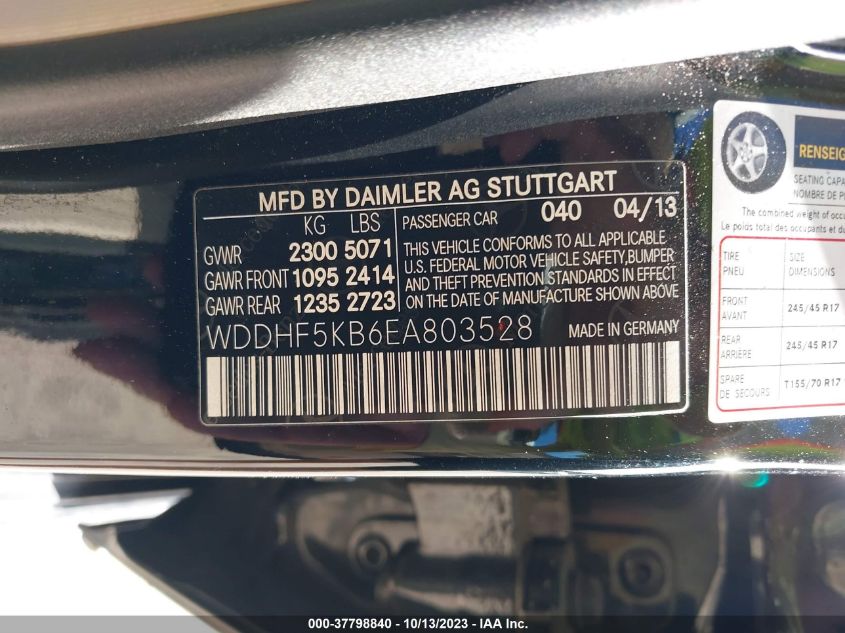 MFD BY DAIMLER AG STUTTGART
KG LBS
GVWR 2300 5071
GAWR FRONT 1095 2414
GAWR REAR 1235 2723
PASSENGER CAR 040 04/13
THIS VEHICLE CONFORMS TO ALL APPLICABLE
U.S. FEDERAL MOTOR VEHICLE SAFETY,BUMPER
AND THEFT PREVENTION STANDARDS IN EFFECT
ON THE DATE OF MANUFACTURE SHOWN ABOVE
WDDHF5KB6EA803528 MADE IN GERMANY
RENSEIG
SEATING CAPA
NOMBRE DE P
The combined weight of occu
Le poids total des occupants et du
TIRE SIZE
PNEU DIMENSIONS
FRONT
AVANT 245/45 R17
REAR
ARRIERE 245/45 R17
SPARE
DE SECOURS T155/70 R17
000-37798840 - 10/13/2023 - IAA Inc.